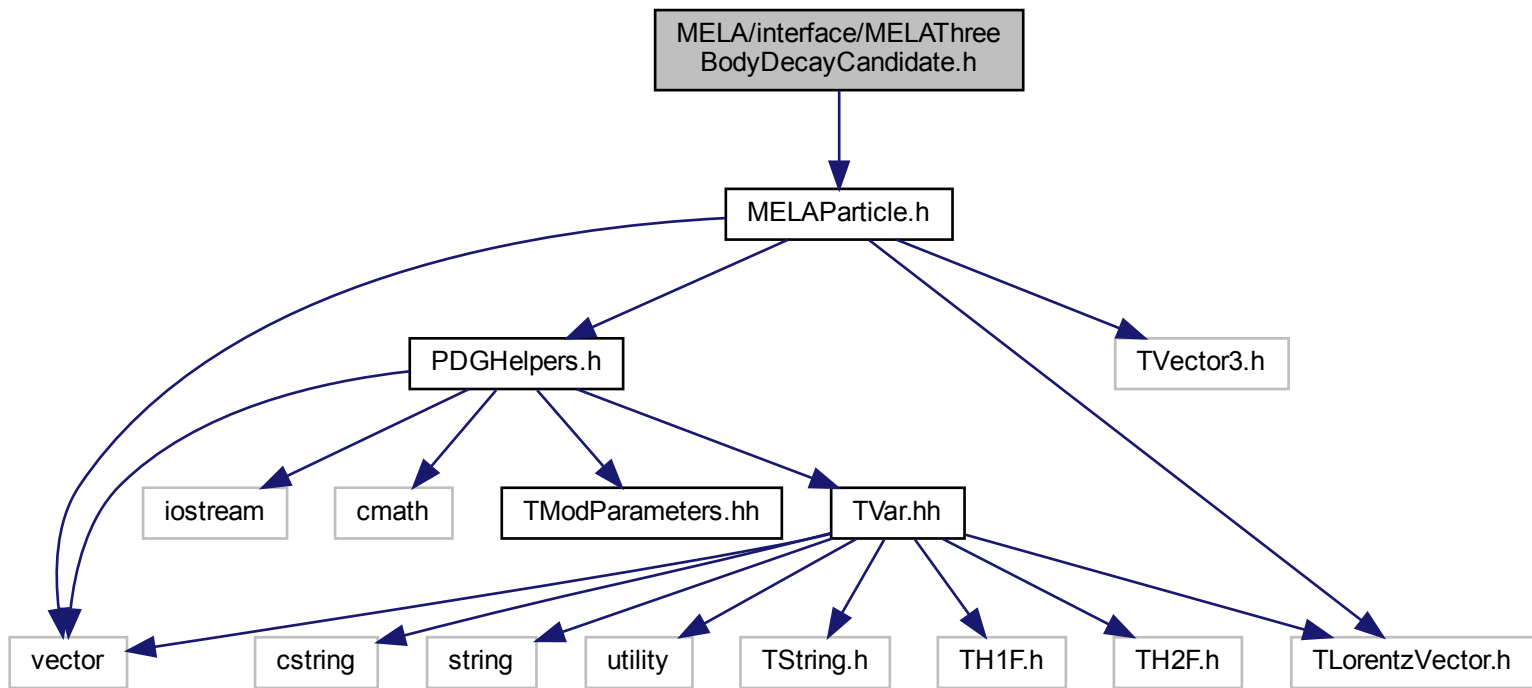 MELA/interface/MELAThree
BodyDecayCandidate.h
MELAParticle.h
PDGHelpers.h
TVector3.h
iostream
cmath
TModParameters.hh
TVar.hh
vector
cstring
string
utility
TString.h
TH1F.h
TH2F.h
TLorentzVector.h